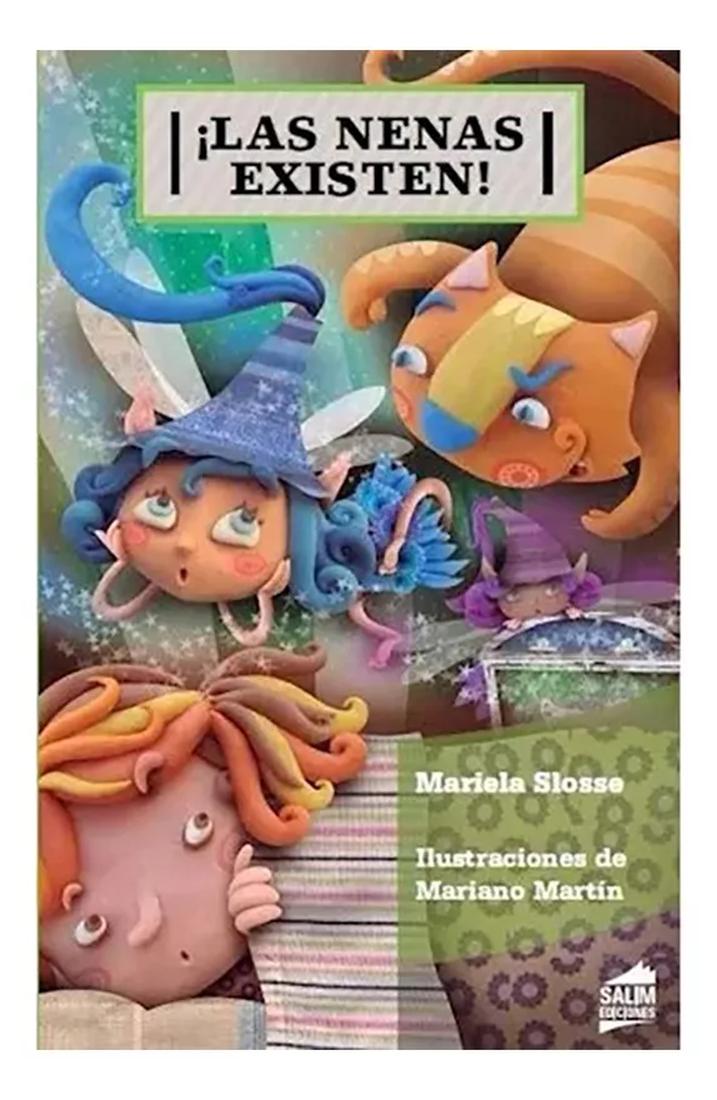 ¡LAS NENAS
EXISTEN!
Mariela Slosse
Ilustraciones de
Mariano Martín
SALIM
EDICIONES